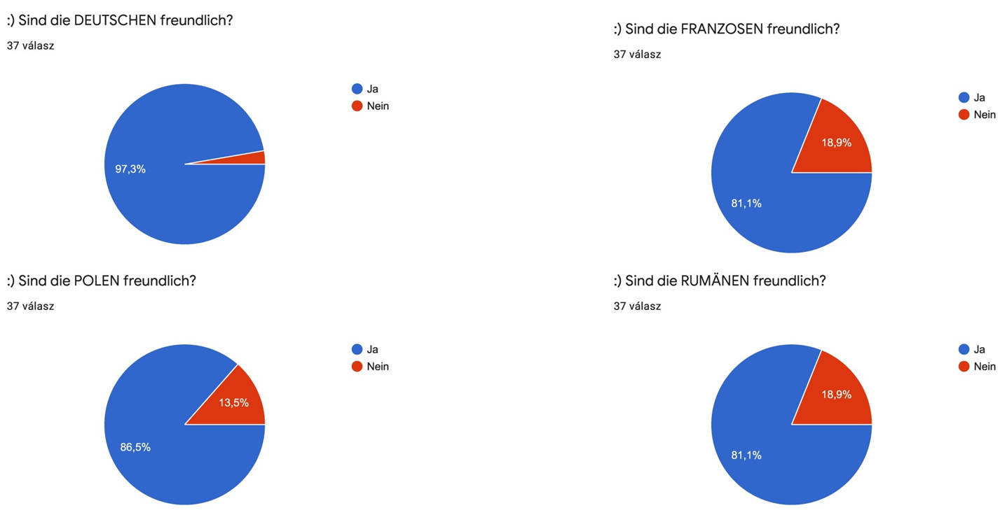 :) Sind die DEUTSCHEN freundlich?
37 válasz
Ja
Nein
97,3%
:) Sind die FRANZOSEN freundlich?
37 válasz
Ja
Nein
18,9%
81,1%
:) Sind die POLEN freundlich?
37 válasz
Ja
Nein
13,5%
86,5%
:) Sind die RUMÄNEN freundlich?
37 válasz
Ja
Nein
18,9%
81,1%